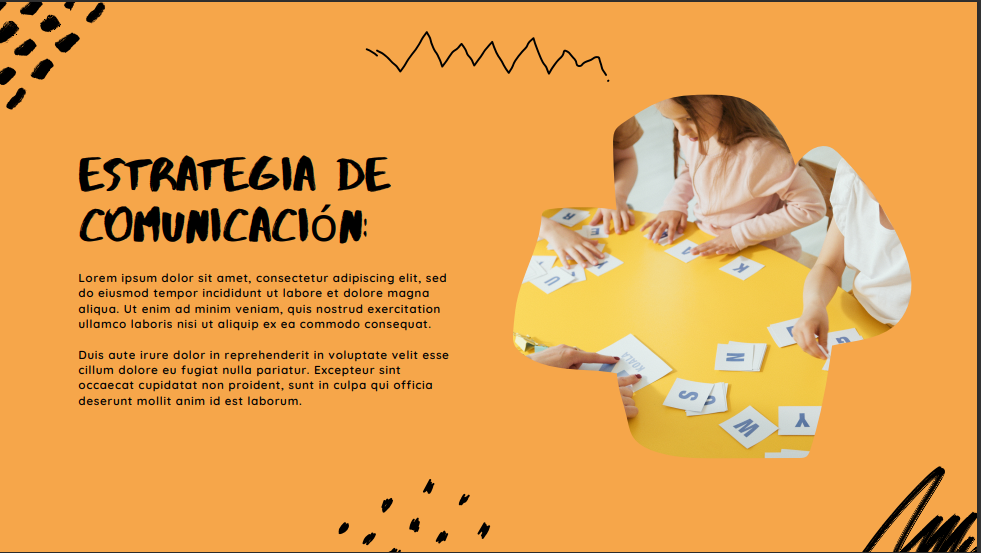 ESTRATEGIA DE
COMUNICACIÓN:
Lorem ipsum dolor sit amet, consectetur adipiscing elit, sed
do eiusmod tempor incididunt ut labore et dolore magna
aliqua. Ut enim ad minim veniam, quis nostrud exercitation
ullamco laboris nisi ut aliquip ex ea commodo consequat.
Duis aute irure dolor in reprehenderit in voluptate velit esse
cillum dolore eu fugiat nulla pariatur. Excepteur sint
occaecat cupidatat non proident, sunt in culpa qui officia
deserunt mollit anim id est laborum.
R
A
K
U
Y
N
S
W
Y